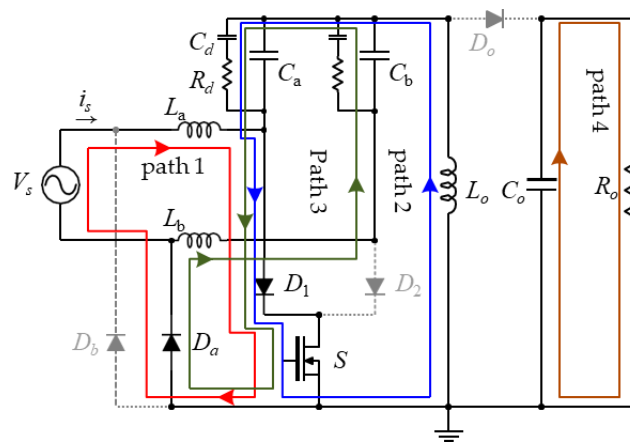 C_d
R_d
C_a
C_b
D_o
i_s
L_a
path 1
V_s
L_b
Path 3
path 2
L_o
C_o
path 4
R_o
D_1
D_2
D_b
D_a
S